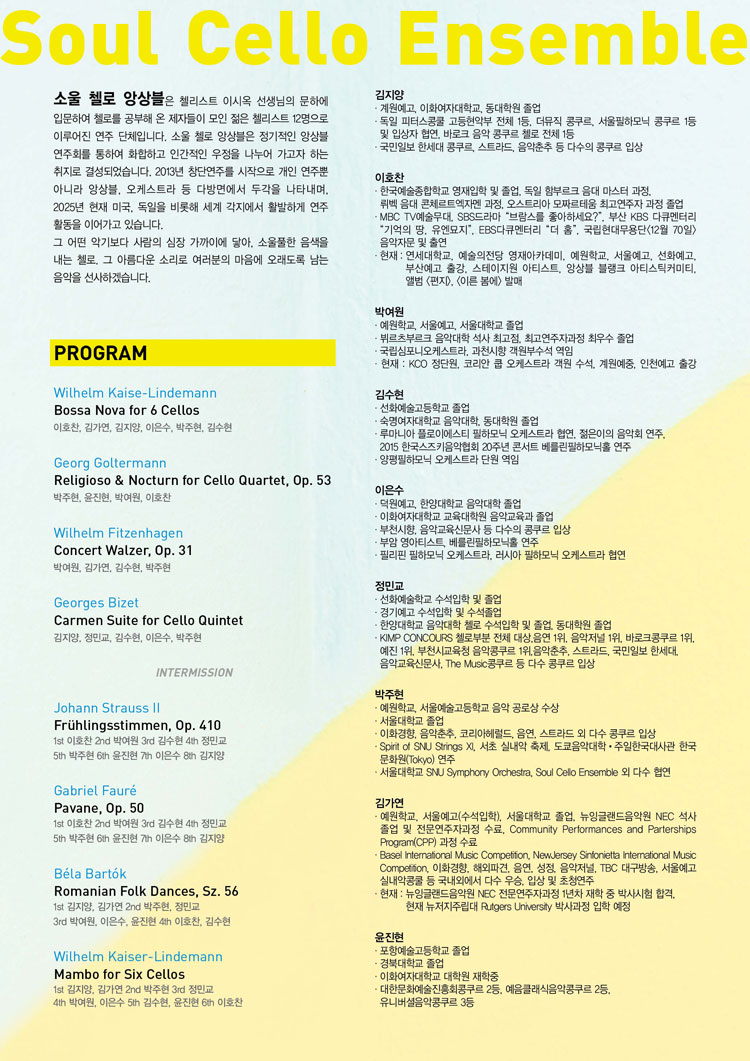 Soul Cello Ensemble
소울 첼로 앙상블은 첼리스트 이시옥 선생님의 문하에
입문하여 첼로를 공부해 온 제자들이 모인 젊은 첼리스트 12명으로
이루어진 연주 단체입니다. 소울 첼로 앙상블은 정기적인 앙상블
연주회를 통하여 화합하고 인간적인 우정을 나누어 가고자 하는
취지로 결성되었습니다. 2013년 창단연주를 시작으로 개인 연주뿐
아니라 앙상블, 오케스트라 등 다방면에서 두각을 나타내며,
2025년 현재 미국, 독일을 비롯해 세계 각지에서 활발하게 연주
활동을 이어가고 있습니다.
그 어떤 악기보다 사람의 심장 가까이에 닿아, 소울풀한 음색을
내는 첼로, 그 아름다운 소리로 여러분의 마음에 오래도록 남는
음악을 선사하겠습니다.
PROGRAM
Wilhelm Kaise-Lindemann
Bossa Nova for 6 Cellos
이호찬, 김가연, 김지양, 이은수, 박주현, 김수현
Georg Goltermann
Religioso & Nocturn for Cello Quartet, Op. 53
박주현, 윤진현, 박여원, 이호찬
Wilhelm Fitzenhagen
Concert Walzer, Op. 31
박여원, 김가연, 김수현, 박주현
Georges Bizet
Carmen Suite for Cello Quintet
김지양, 정민교, 김수현, 이은수, 박주현
INTERMISSION
Johann Strauss II
Frühlingsstimmen, Op. 410
1st 이호찬 2nd 박여원 3rd 김수현 4th 정민교
5th 박주현 6th 윤진현 7th 이은수 8th 김지양
Gabriel Fauré
Pavane, Op. 50
1st 이호찬 2nd 박여원 3rd 김수현 4th 정민교
5th 박주현 6th 윤진현 7th 이은수 8th 김지양
Béla Bartók
Romanian Folk Dances, Sz. 56
1st 김지양, 김가연 2nd 박주현, 정민교
3rd 박여원, 이은수, 윤진현 4th 이호찬, 김수현
Wilhelm Kaiser-Lindemann
Mambo for Six Cellos
1st 김지양, 김가연 2nd 박주현 3rd 정민교
4th 박여원, 이은수 5th 김수현, 윤진현 6th 이호찬
김지양
· 계원예고, 이화여자대학교, 동대학원 졸업
· 독일 피터스콩쿨 고등현악부 전체 1등, 더뮤직 콩쿠르, 서울필하모닉 콩쿠르 1등
및 입상자 협연, 바로크 음악 콩쿠르 첼로 전체 1등
· 국민일보 한세대 콩쿠르, 스트라드, 음악춘추 등 다수의 콩쿠르 입상
이호찬
· 한국예술종합학교 영재입학 및 졸업, 독일 함부르크 음대 마스터 과정,
뤼벡 음대 콘체르트엑자멘 과정, 오스트리아 모짜르테움 최고연주자 과정 졸업
· MBC TV예술무대, SBS드라마 “브람스를 좋아하세요?”, 부산 KBS 다큐멘터리
“기억의 땅, 유엔묘지”, EBS다큐멘터리 “더 홈”, 국립현대무용단〈12월 70일〉
음악자문 및 출연
· 현재 : 연세대학교, 예술의전당 영재아카데미, 예원학교, 서울예고, 선화예고,
부산예고 출강, 스테이지원 아티스트, 앙상블 블랭크 아티스틱커미티,
앨범 〈편지〉, 〈이른 봄에〉 발매
박여원
· 예원학교, 서울예고, 서울대학교 졸업
· 뷔르츠부르크 음악대학 석사 최고점, 최고연주자과정 최우수 졸업
· 국립심포니오케스트라, 과천시향 객원부수석 역임
· 현재 : KCO 정단원, 코리안 쿱 오케스트라 객원 수석, 계원예중, 인천예고 출강
김수현
· 선화예술고등학교 졸업
· 숙명여자대학교 음악대학, 동대학원 졸업
· 루마니아 플로이에스티 필하모닉 오케스트라 협연, 젊은이의 음악회 연주,
2015 한국스즈키음악협회 20주년 콘서트 베를린필하모닉홀 연주
· 양평필하모닉 오케스트라 단원 역임
이은수
· 덕원예고, 한양대학교 음악대학 졸업
· 이화여자대학교 교육대학원 음악교육과 졸업
· 부천시향, 음악교육신문사 등 다수의 콩쿠르 입상
· 부암 영아티스트, 베를린필하모닉홀 연주
· 필리핀 필하모닉 오케스트라, 러시아 필하모닉 오케스트라 협연
정민교
· 선화예술학교 수석입학 및 졸업
· 경기예고 수석입학 및 수석졸업
· 한양대학교 음악대학 첼로 수석입학 및 졸업, 동대학원 졸업
· KIMP CONCOURS 첼로부분 전체 대상,음연 1위, 음악저널 1위, 바로크콩쿠르 1위,
예진 1위, 부천시교육청 음악콩쿠르 1위,음악춘추, 스트라드, 국민일보 한세대,
음악교육신문사, The Music콩쿠르 등 다수 콩쿠르 입상
박주현
· 예원학교, 서울예술고등학교 음악 공로상 수상
· 서울대학교 졸업
· 이화경향, 음악춘추, 코리아헤럴드, 음연, 스트라드 외 다수 콩쿠르 입상
· Spirit of SNU Strings XI, 서초 실내악 축제, 도쿄음악대학 • 주일한국대사관 한국
문화원(Tokyo) 연주
· 서울대학교 SNU Symphony Orchestra, Soul Cello Ensemble 외 다수 협연
김가연
· 예원학교, 서울예고(수석입학), 서울대학교 졸업, 뉴잉글랜드음악원 NEC 석사
졸업 및 전문연주자과정 수료, Community Performances and Parterships
Program(CPP) 과정 수료
· Basel International Music Competition, NewJersey Sinfonietta International Music
Competition, 이화경향, 해외파견, 음연, 성정, 음악저널, TBC 대구방송, 서울예고
실내악콩쿨 등 국내외에서 다수 우승, 입상 및 초청연주
· 현재 : 뉴잉글랜드음악원 NEC 전문연주자과정 1년차 재학 중 박사시험 합격,
현재 뉴저지주립대 Rutgers University 박사과정 입학 예정
윤진현
· 포항예술고등학교 졸업
· 경북대학교 졸업
· 이화여자대학교 대학원 재학중
· 대한문화예술진흥회콩쿠르 2등, 예음클래식음악콩쿠르 2등,
유니버셜음악콩쿠르 3등